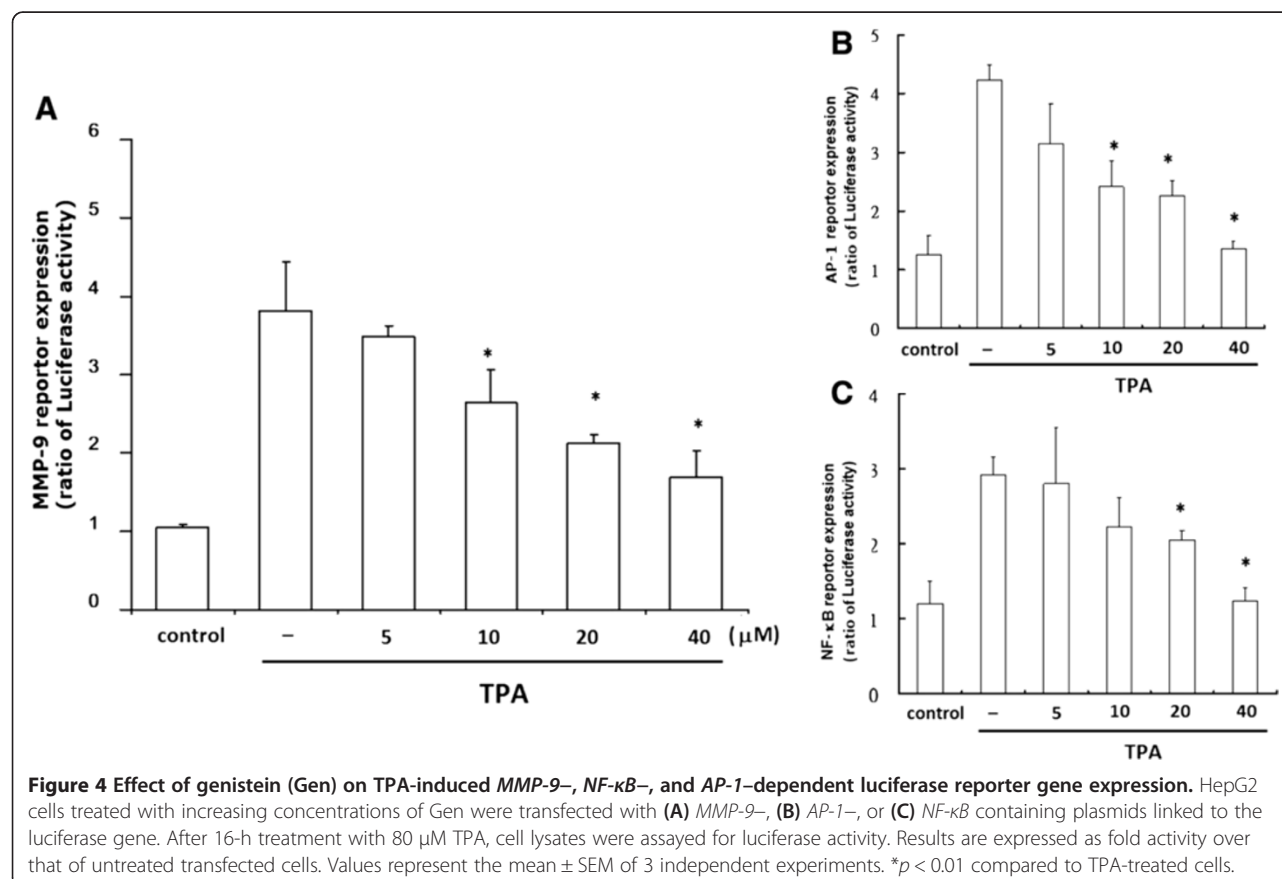 A
MMP-9 reportor expression
(ratio of Luciferase activity)
6
5
4
3
2
1
0
control – 5 10 20 40 (μM)
* * *
TPA
B
AP-1 reportor expression
(ratio of Luciferase activity)
5
4
3
2
1
0
* * *
control – 5 10 20 40
TPA
C
NF-κB reportor expression
(ratio of Luciferase activity)
4
3
2
1
0
* *
control – 5 10 20 40
TPA
Figure 4 Effect of genistein (Gen) on TPA-induced MMP-9–, NF-κB–, and AP-1–dependent luciferase reporter gene expression. HepG2
cells treated with increasing concentrations of Gen were transfected with (A) MMP-9–, (B) AP-1–, or (C) NF-κB containing plasmids linked to the
luciferase gene. After 16-h treatment with 80 μM TPA, cell lysates were assayed for luciferase activity. Results are expressed as fold activity over
that of untreated transfected cells. Values represent the mean ± SEM of 3 independent experiments. *p < 0.01 compared to TPA-treated cells.